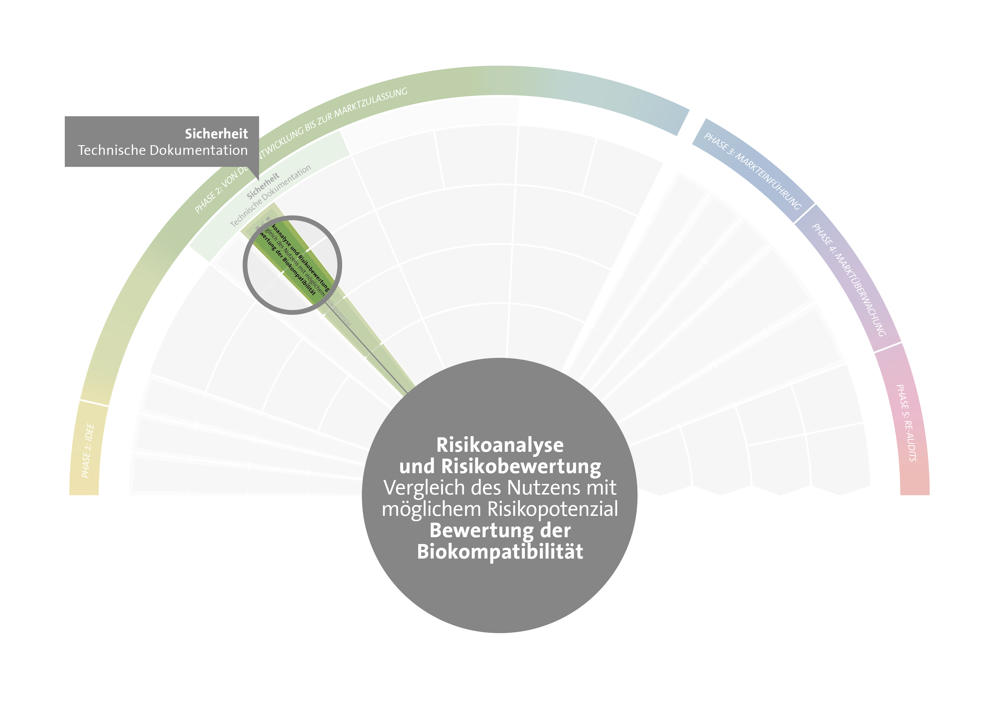 Sicherheit
Technische Dokumentation
PHASE 1: IDEE
PHASE 2: VON DE NTWICKLUNG BIS ZUR MARKTZULASSUNG
PHASE 3: MARKTEINFÜHRUNG
PHASE 4: MARKTÜBERWACHUNG
PHASE 5: RE-AUDITS
Sicherheit
Technische Dokumentation
R koanalyse und Risikobewertung
V gleich des Nutzens mit möglichem sikopotenzial
B wertung der Biokompatibilität
Risikoanalyse
und Risikobewertung
Vergleich des Nutzens mit
möglichem Risikopotenzial
Bewertung der
Biokompatibilität